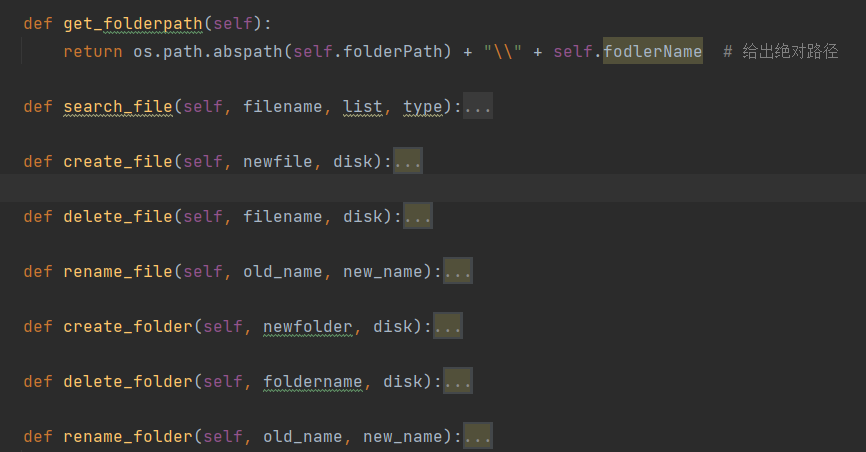 def get_folderpath(self):
return os.path.abspath(self.folderPath) + "\\" + self.fodlerName # 给出绝对路径
def search_file(self, filename, list, type):...
def create_file(self, newfile, disk):...
def delete_file(self, filename, disk):...
def rename_file(self, old_name, new_name):...
def create_folder(self, newfolder, disk):...
def delete_folder(self, foldername, disk):...
def rename_folder(self, old_name, new_name):...